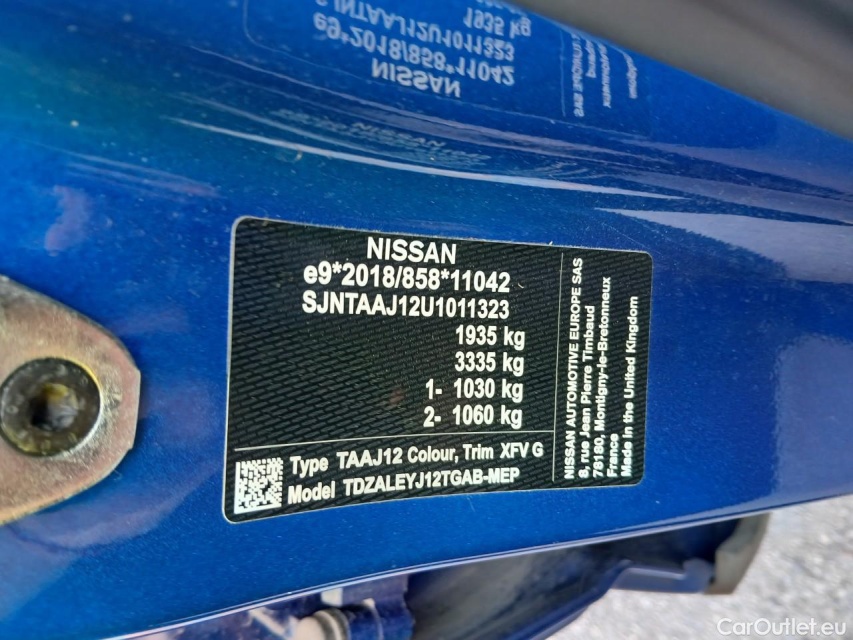 NISSAN
e9*2018/858*11042
SJNTAAJ12U1011323
1935 kg
3335 kg
1- 1030 kg
2- 1060 kg
Type TAAJ12 Colour, Trim XFV G
Model TDZALEYJ12TGAB-MEP
NISSAN AUTOMOTIVE EUROPE SAS
8, rue Jean Pierre Timbaud
78180, Montigny-le-Bretonneux
France
Made in the United Kingdom
CarOutlet.eu